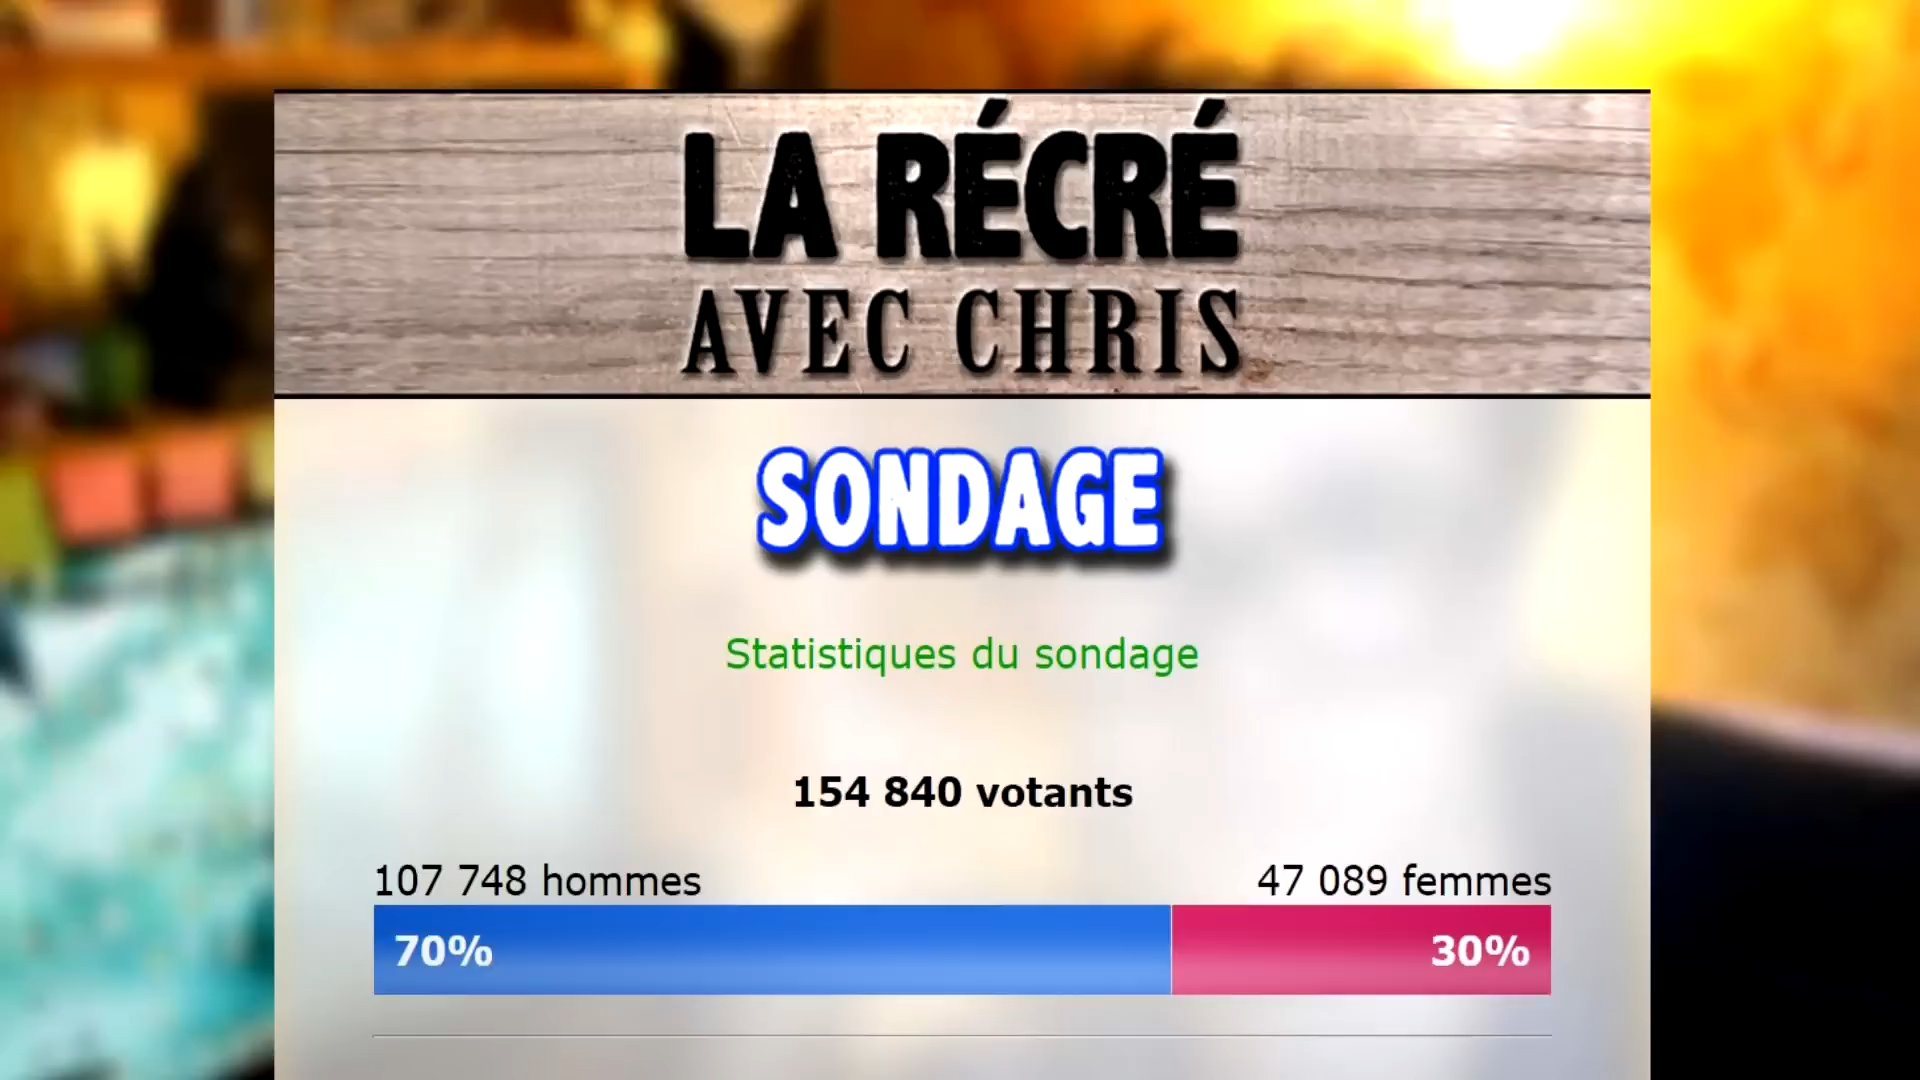 LA RÉCRÉ
AVEC CHRIS
SONDAGE
Statistiques du sondage
154 840 votants
107 748 hommes
47 089 femmes
70%
30%